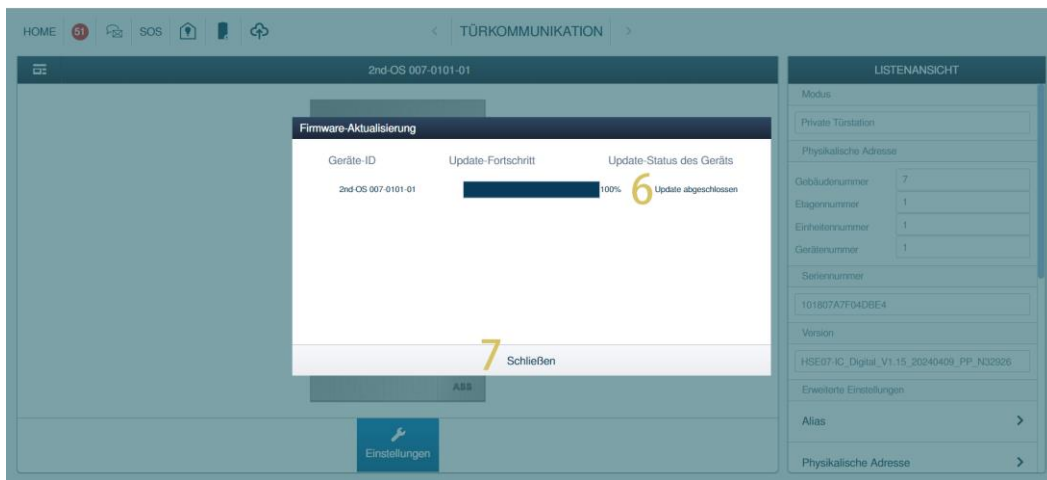 HOME 51 SOS
< TÜRKOMMUNIKATION >
2nd-OS 007-0101-01
Firmware-Aktualisierung
Geräte-ID Update-Fortschritt Update-Status des Geräts
2nd-OS 007-0101-01 100% 6 Update abgeschlossen
7 Schließen
ABB
Einstellungen
LISTENANSICHT
Modus
Private Türstation
Physikalische Adresse
Gebäudenummer 7
Etagennummer 1
Einheitennummer 1
Gerätenummer 1
Seriennummer
101807A7F04DBE4
Version
HSE07-IC_Digital_V1.15_20240409_PP_N32926
Erweiterte Einstellungen
Alias >
Physikalische Adresse >